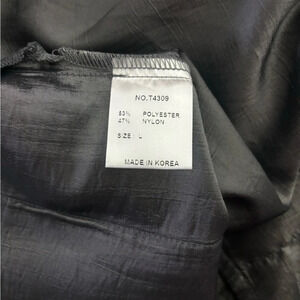 NO.T4309
53% POLYESTER
47% NYLON
SIZE : L
MADE IN KOREA